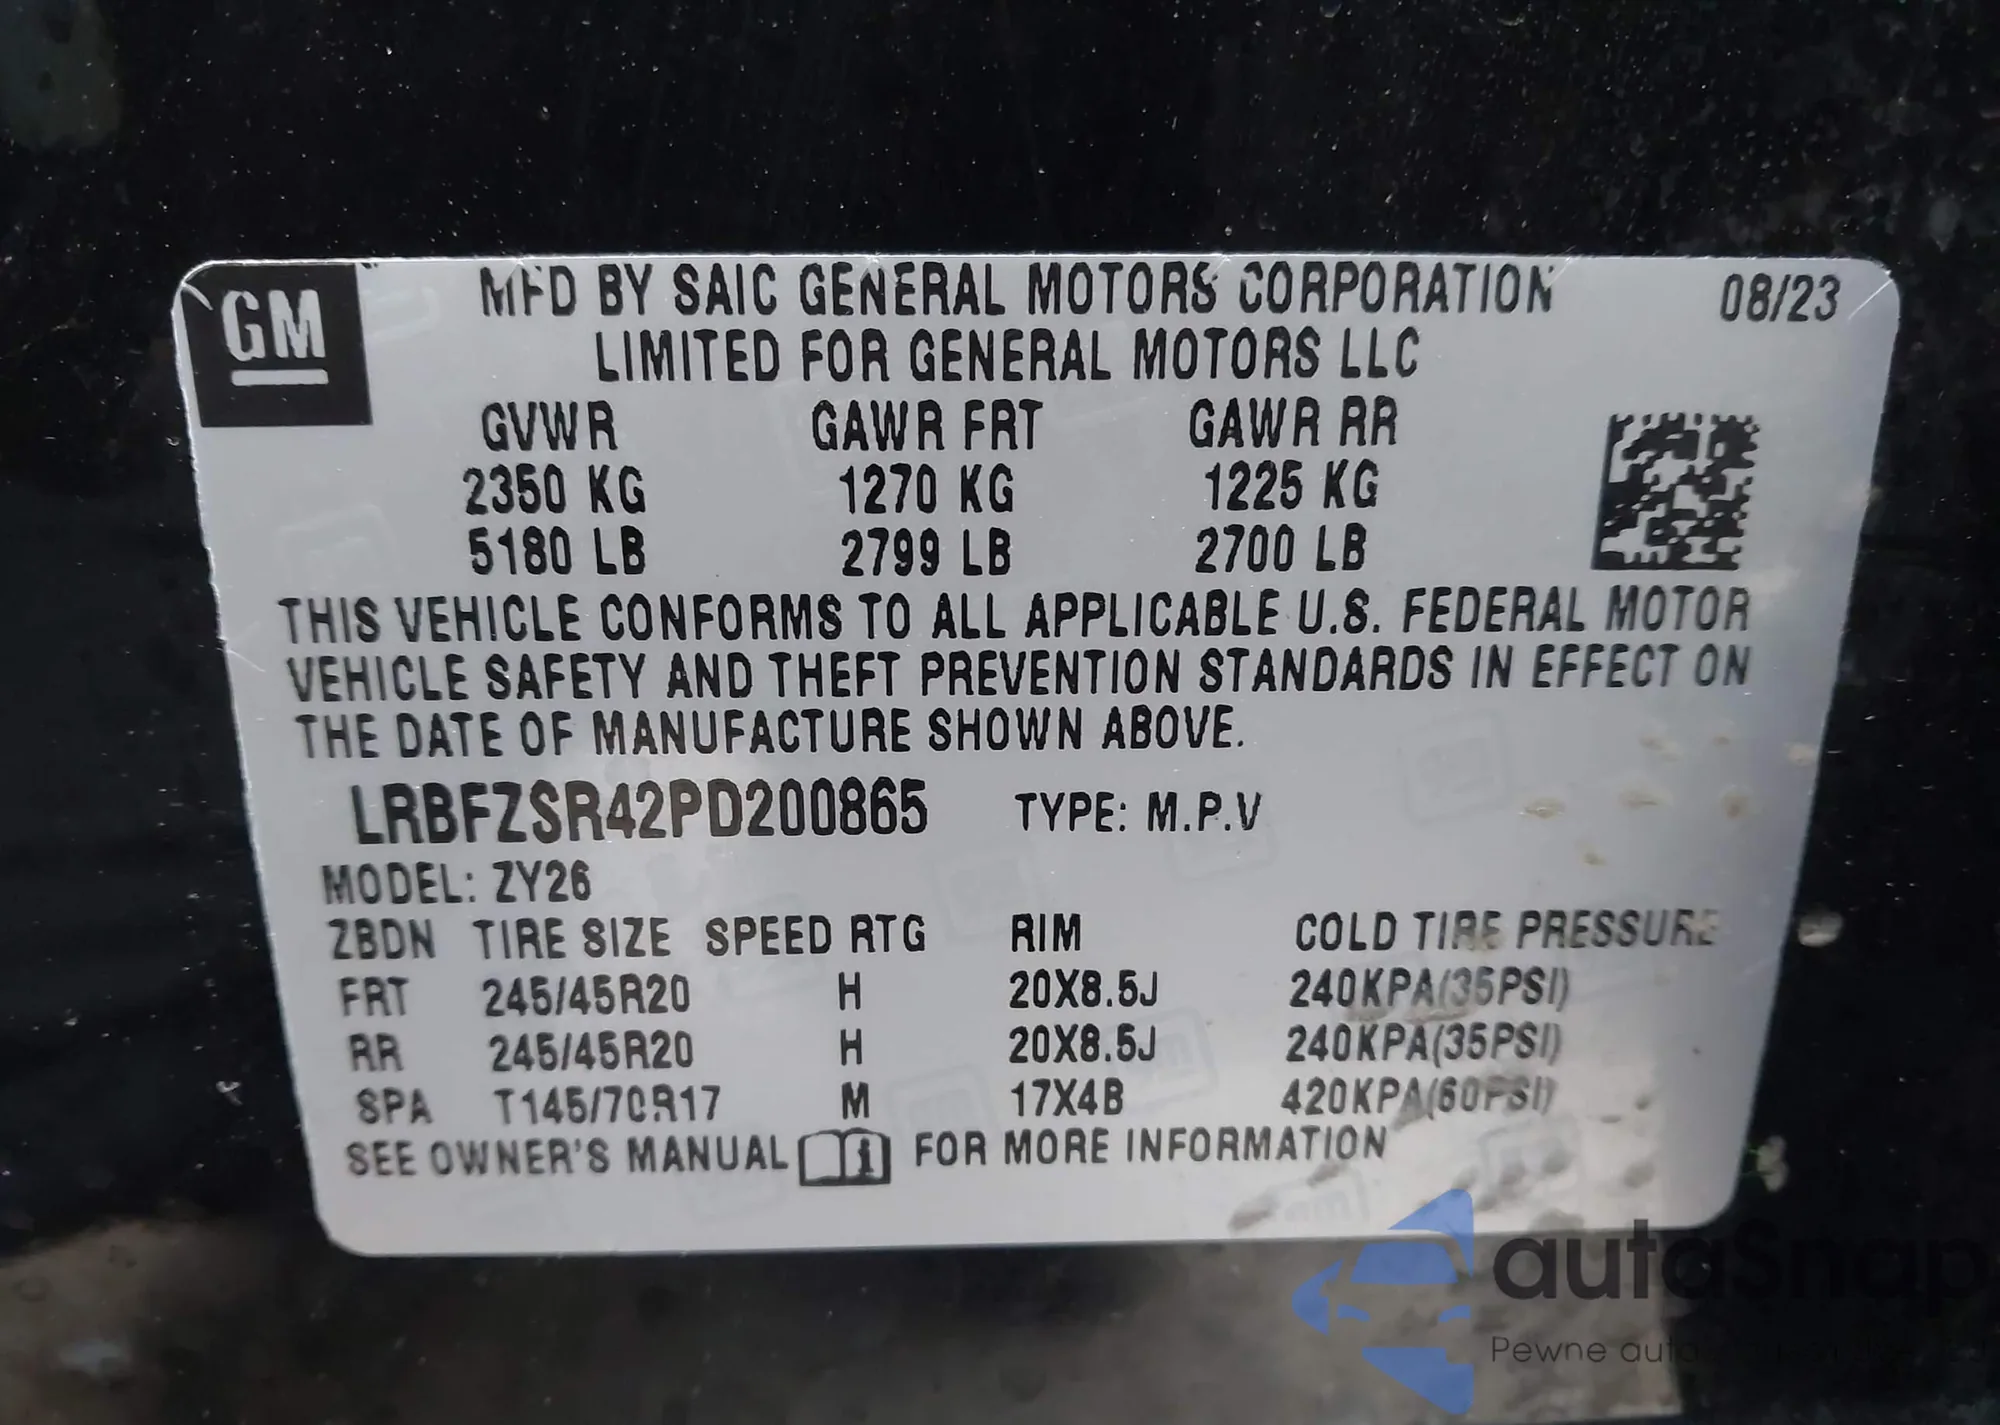 GM
MFD BY SAIC GENERAL MOTORS CORPORATION 08/23
LIMITED FOR GENERAL MOTORS LLC
GVWR GAWR FRT GAWR RR
2350 KG 1270 KG 1225 KG
5180 LB 2799 LB 2700 LB
THIS VEHICLE CONFORMS TO ALL APPLICABLE U.S. FEDERAL MOTOR
VEHICLE SAFETY AND THEFT PREVENTION STANDARDS IN EFFECT ON
THE DATE OF MANUFACTURE SHOWN ABOVE.
LRBFZSR42PD200865 TYPE: M.P.V
MODEL: ZY26
ZBDN TIRE SIZE SPEED RTG RIM COLD TIRE PRESSURE
FRT 245/45R20 H 20X8.5J 240KPA(35PSI)
RR 245/45R20 H 20X8.5J 240KPA(35PSI)
SPA T145/70R17 M 17X4B 420KPA(60PSI)
SEE OWNER'S MANUAL FOR MORE INFORMATION
autaSnap
Pewne auta